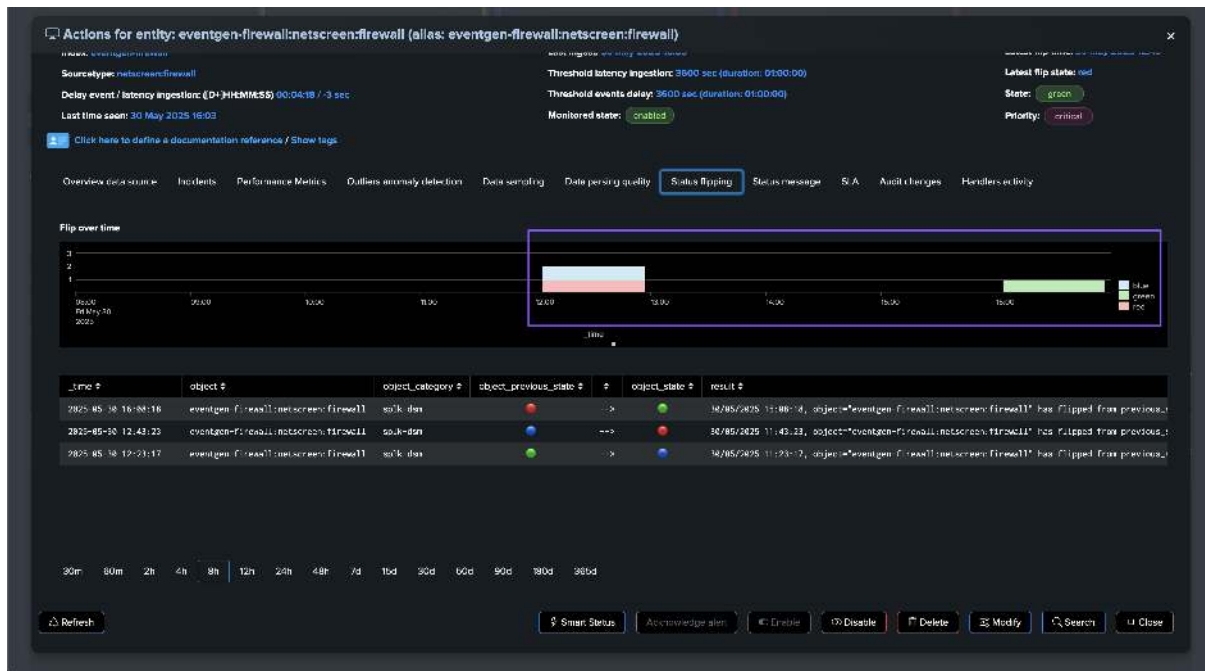 Actions for entity: eventgen-firewall:netscreen:firewall (alias: eventgen-firewall:netscreen:firewall)
Sourcetype: netscreen:firewall
Threshold latency ingestion: 3600 sec (duration: 01:00:00)
Latest flip state: red
Delay event / latency ingestion: ([D+]HH:MM:SS) 00:04:18 / -3 sec
Threshold events delay: 3600 sec (duration: 01:00:00)
State: green
Last time seen: 30 May 2025 16:03
Monitored state: enabled
Priority: critical
Click here to define a documentation reference / Show tags
Overview data source Incidents Performance Metrics Outliers anomaly detection Data sampling Data parsing quality Status flipping Status message SLA Audit changes Handlers activity
Flip over time
3
2
1
09:00 10:00 11:00 12:00 13:00 14:00 15:00 16:00
Fri May 30
2025
_time
blue
green
red
_time object object_category object_previous_state object_state result
2025-05-30 16:08:18 eventgen-firewall:netscreen:firewall splk-dsm --> 30/05/2025 15:08:18, object="eventgen-firewall:netscreen:firewall" has flipped from previous_
2025-05-30 12:43:23 eventgen-firewall:netscreen:firewall splk-dsm --> 30/05/2025 11:43:23, object="eventgen-firewall:netscreen:firewall" has flipped from previous_
2025-05-30 12:23:17 eventgen-firewall:netscreen:firewall splk-dsm --> 30/05/2025 11:23:17, object="eventgen-firewall:netscreen:firewall" has flipped from previous_
30m 60m 2h 4h 8h 12h 24h 48h 7d 15d 30d 60d 90d 180d 365d
Refresh Smart Status Acknowledge alert Enable Disable Delete Modify Search Close